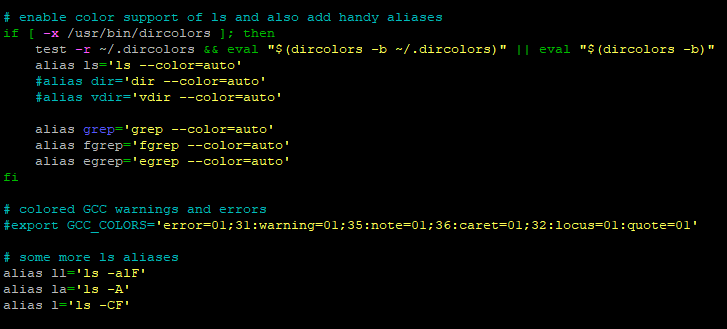 # enable color support of ls and also add handy aliases
if [ -x /usr/bin/dircolors ]; then
    test -r ~/.dircolors && eval "$(dircolors -b ~/.dircolors)" || eval "$(dircolors -b)"
    alias ls='ls --color=auto'
    #alias dir='dir --color=auto'
    #alias vdir='vdir --color=auto'

    alias grep='grep --color=auto'
    alias fgrep='fgrep --color=auto'
    alias egrep='egrep --color=auto'
fi

# colored GCC warnings and errors
#export GCC_COLORS='error=01;31:warning=01;35:note=01;36:caret=01;32:locus=01:quote=01'

# some more ls aliases
alias ll='ls -alF'
alias la='ls -A'
alias l='ls -CF'